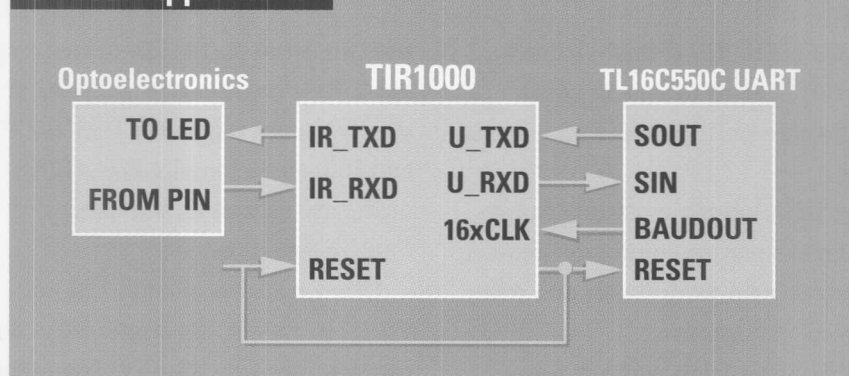 Optoelectronics
TIR1000
TL16C550C UART
TO LED
FROM PIN
IR_TXD
U_TXD
IR_RXD
U_RXD
16xCLK
RESET
SOUT
SIN
BAUDOUT
RESET